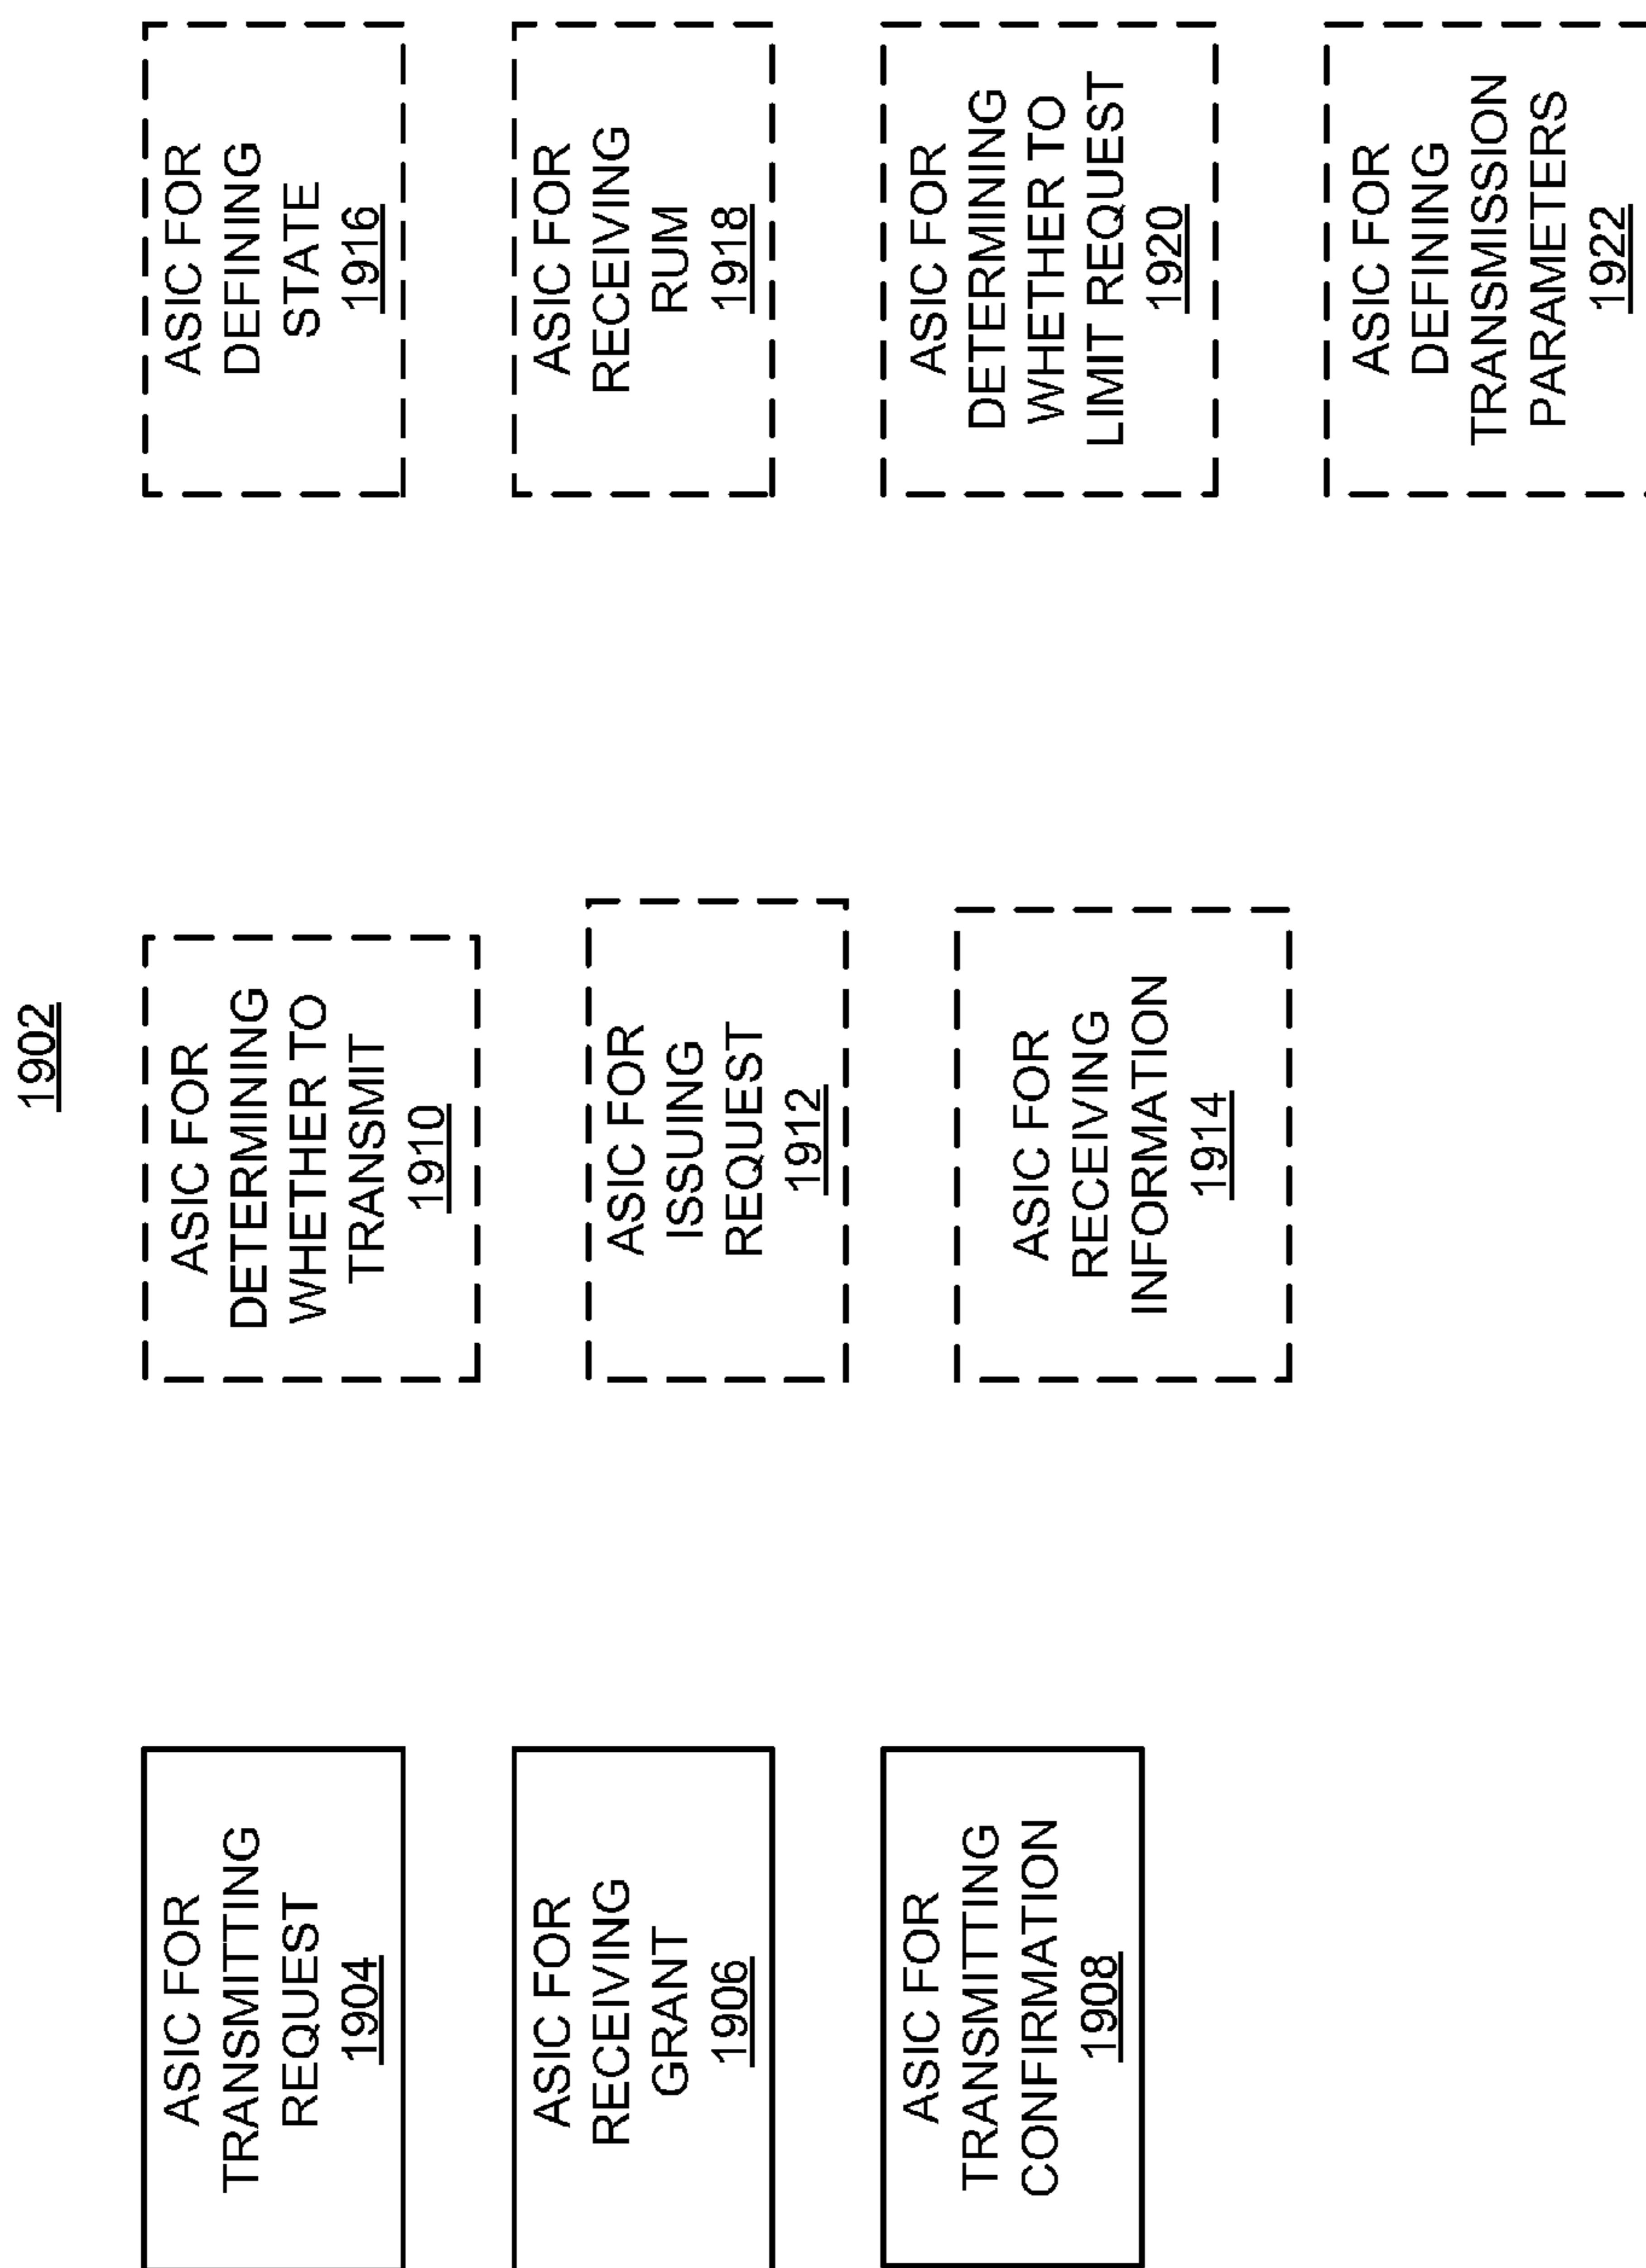 1902
ASIC FOR
TRANSMITTING
REQUEST
1904
ASIC FOR
RECEIVING
GRANT
1906
ASIC FOR
TRANSMITTING
CONFIRMATION
1908
ASIC FOR
DETERMINING
WHETHER TO
TRANSMIT
1910
ASIC FOR
ISSUING
REQUEST
1912
ASIC FOR
RECEIVING
INFORMATION
1914
ASIC FOR
DEFINING
STATE
1916
ASIC FOR
RECEIVING
RUM
1918
ASIC FOR
DETERMINING
WHETHER TO
LIMIT REQUEST
1920
ASIC FOR
DEFINING
TRANSMISSION
PARAMETERS
1922